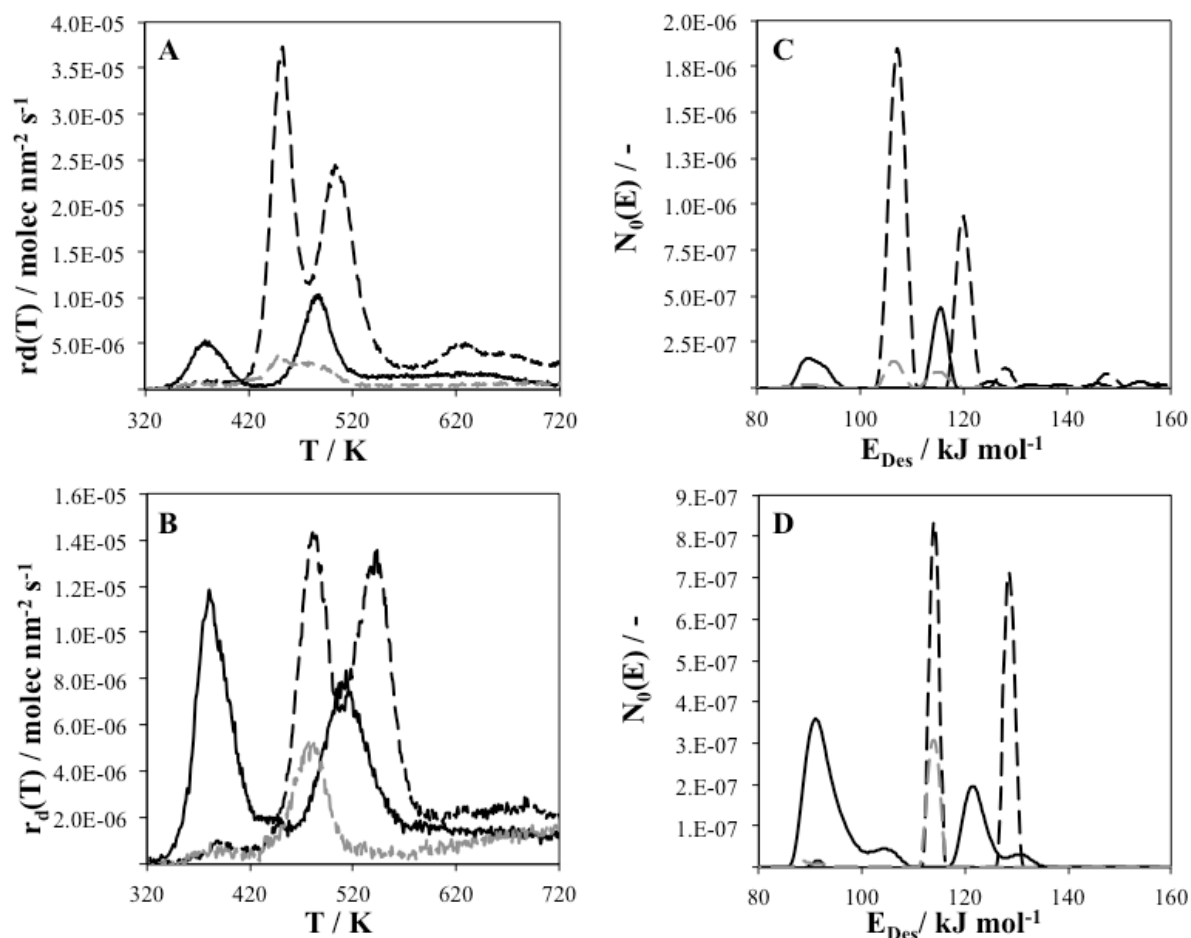 A
rd(T) / molec nm-2 s-1
4.0E-05
3.5E-05
3.0E-05
2.5E-05
2.0E-05
1.5E-05
1.0E-05
5.0E-06
320 420 520 620 720
T / K
C
N0(E) / -
2.0E-06
1.8E-06
1.5E-06
1.3E-06
1.0E-06
7.5E-07
5.0E-07
2.5E-07
80 100 120 140 160
EDes / kJ mol-1
B
rd(T) / molec nm-2 s-1
1.6E-05
1.4E-05
1.2E-05
1.0E-05
8.0E-06
6.0E-06
4.0E-06
2.0E-06
320 420 520 620 720
T / K
D
N0(E) / -
9.E-07
8.E-07
7.E-07
6.E-07
5.E-07
4.E-07
3.E-07
2.E-07
1.E-07
80 100 120 140 160
EDes / kJ mol-1